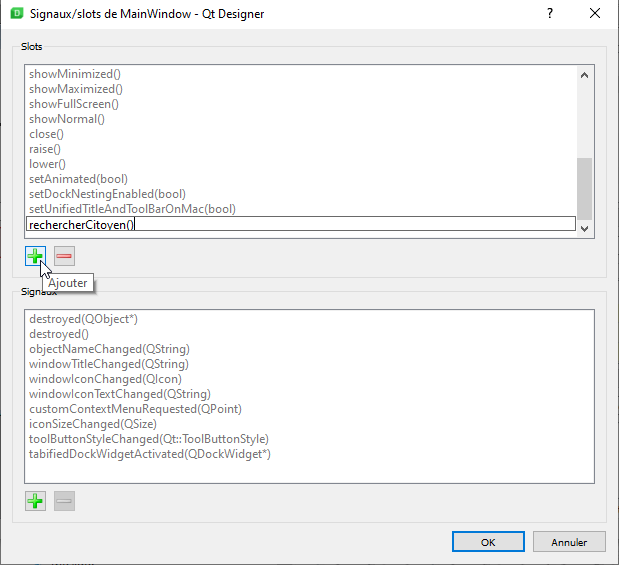 Signaux/slots de MainWindow - Qt Designer
Slots
showMinimized()
showMaximized()
showFullScreen()
showNormal()
close()
raise()
lower()
setAnimated(bool)
setDockNestingEnabled(bool)
setUnifiedTitleAndToolBarOnMac(bool)
rechercherCitoyen()
Ajouter
Signaux
destroyed(QObject*)
destroyed()
objectNameChanged(QString)
windowTitleChanged(QString)
windowIconChanged(QIcon)
windowIconTextChanged(QString)
customContextMenuRequested(QPoint)
iconSizeChanged(QSize)
toolButtonStyleChanged(Qt::ToolButtonStyle)
tabifiedDockWidgetActivated(QDockWidget*)
OK
Annuler